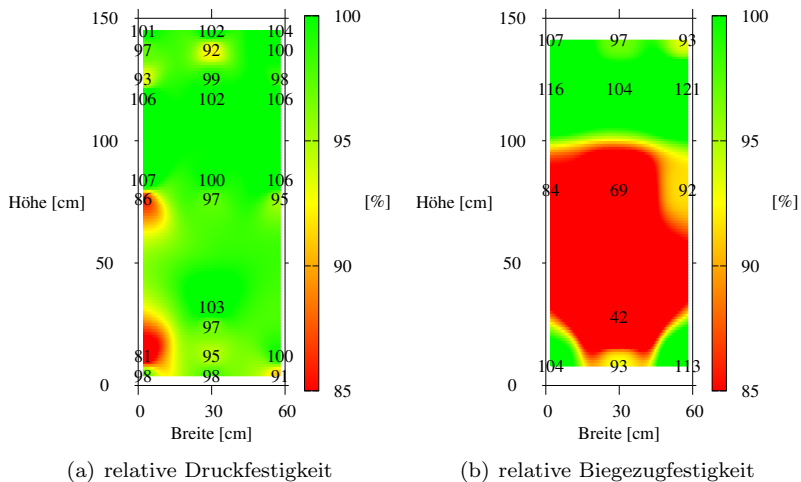 150
101 102 104
97 92 100
93 99 98
106 102 106
100
107 100 106
86 97 95
Höhe [cm]
50
103
97
81 95 100
98 98 91
0
0 30 60
Breite [cm]
100
95
[%]
90
85
(a) relative Druckfestigkeit
150
107 97 93
116 104 121
100
84 69 92
Höhe [cm]
50
42
104 93 113
0
0 30 60
Breite [cm]
100
95
[%]
90
85
(b) relative Biegezugfestigkeit